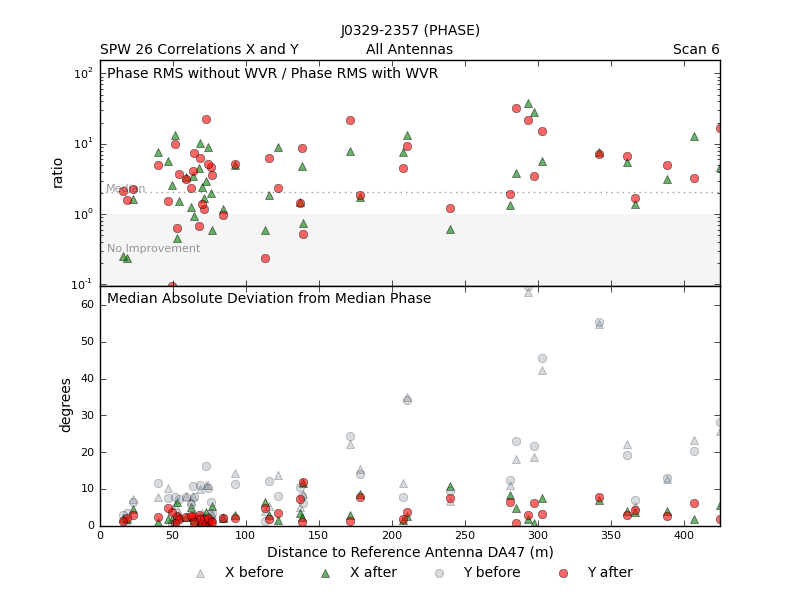 J0329-2357 (PHASE)
SPW 26 Correlations X and Y All Antennas Scan 6
Phase RMS without WVR / Phase RMS with WVR
10²
10¹
10⁰
10⁻¹
ratio
Median
No Improvement
Median Absolute Deviation from Median Phase
60
50
40
30
20
10
0
degrees
0 50 100 150 200 250 300 350 400
Distance to Reference Antenna DA47 (m)
X before X after Y before Y after